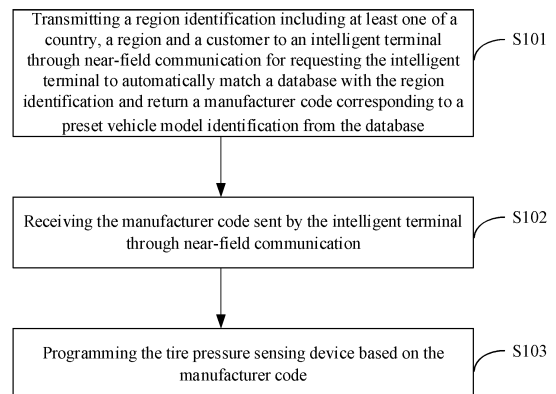 Transmitting a region identification including at least one of a
country, a region and a customer to an intelligent terminal
through near-field communication for requesting the intelligent
terminal to automatically match a database with the region
identification and return a manufacturer code corresponding to a
preset vehicle model identification from the database
S101
Receiving the manufacturer code sent by the intelligent terminal
through near-field communication
S102
Programming the tire pressure sensing device based on the
manufacturer code
S103